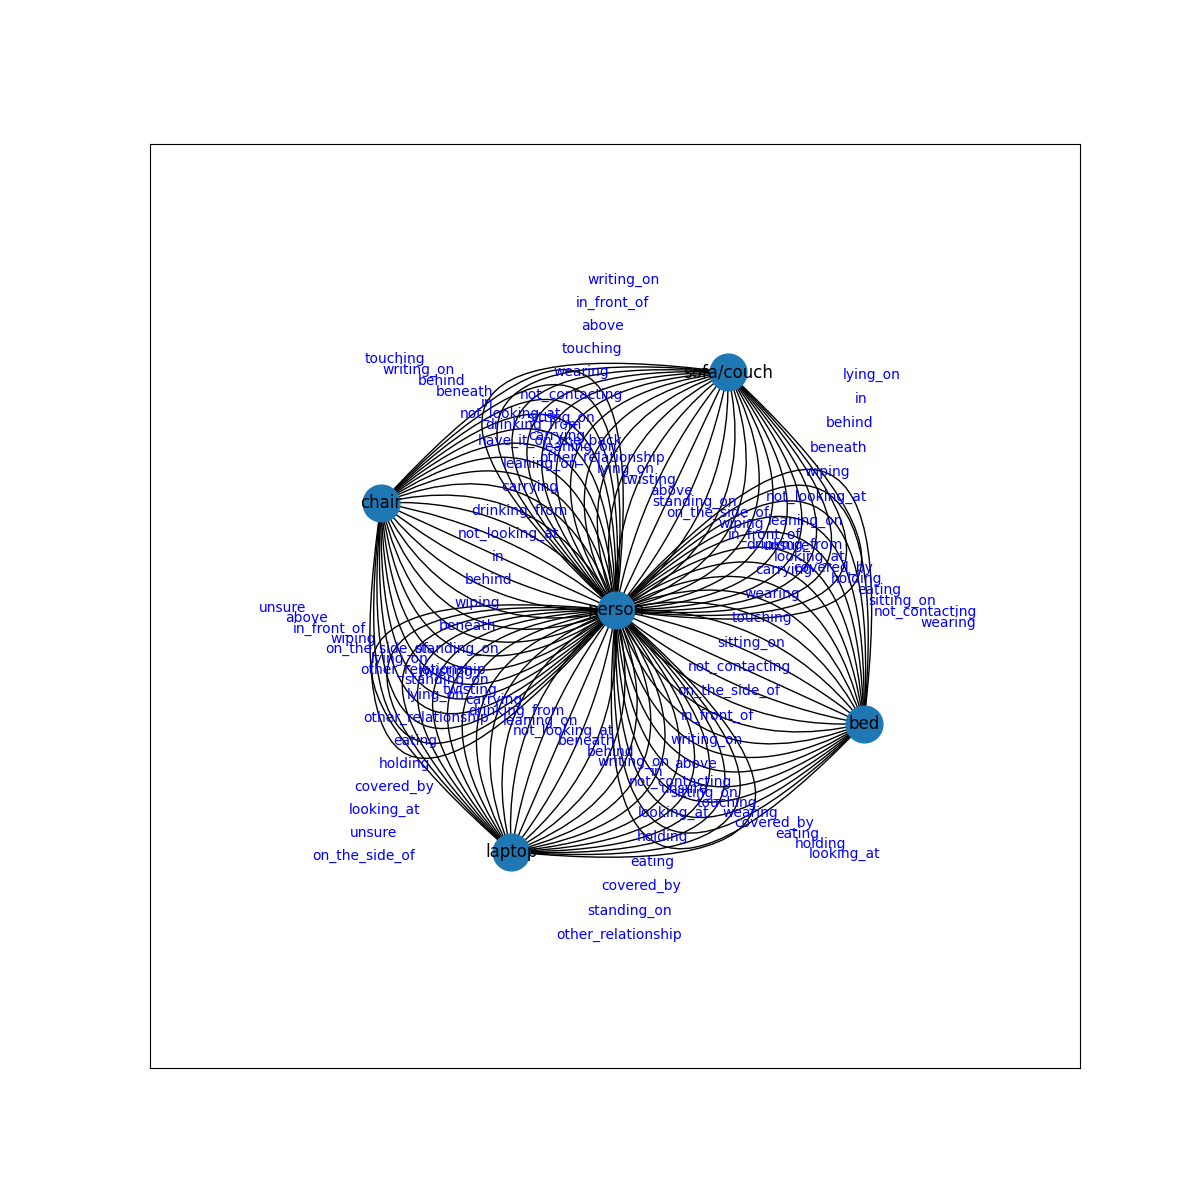 writing_on
in_front_of
above
touching
touching
writing_on
wearing
sofa/couch
lying_on
behind
beneath
not_contacting
in
in
not_looking_at
behind
drinking_from
carrying
have_it_on_the_back
leaning_on
beneath
other_relationship
leaning_on
lying_on
wiping
twisting
carrying
above
not_looking_at
standing_on
chair
drinking_from
on_the_side_of
leaning_on
wiping
not_looking_at
in_front_of
drinking_from
in
looking_at
covered_by
carrying
behind
holding
eating
wearing
wiping
sitting_on
unsure
person
not_contacting
above
touching
wearing
beneath
in_front_of
wiping
sitting_on
on_the_side_of
standing_on
lying_on
not_contacting
other_relationship
standing_on
twisting
on_the_side_of
lying_on
carrying
drinking_from
in_front_of
other_relationship
leaning_on
bed
not_looking_at
eating
beneath
writing_on
behind
holding
writing_on
above
in
not_contacting
covered_by
sitting_on
touching
looking_at
looking_at
wearing
covered_by
unsure
eating
holding
holding
laptop
looking_at
on_the_side_of
eating
covered_by
standing_on
other_relationship